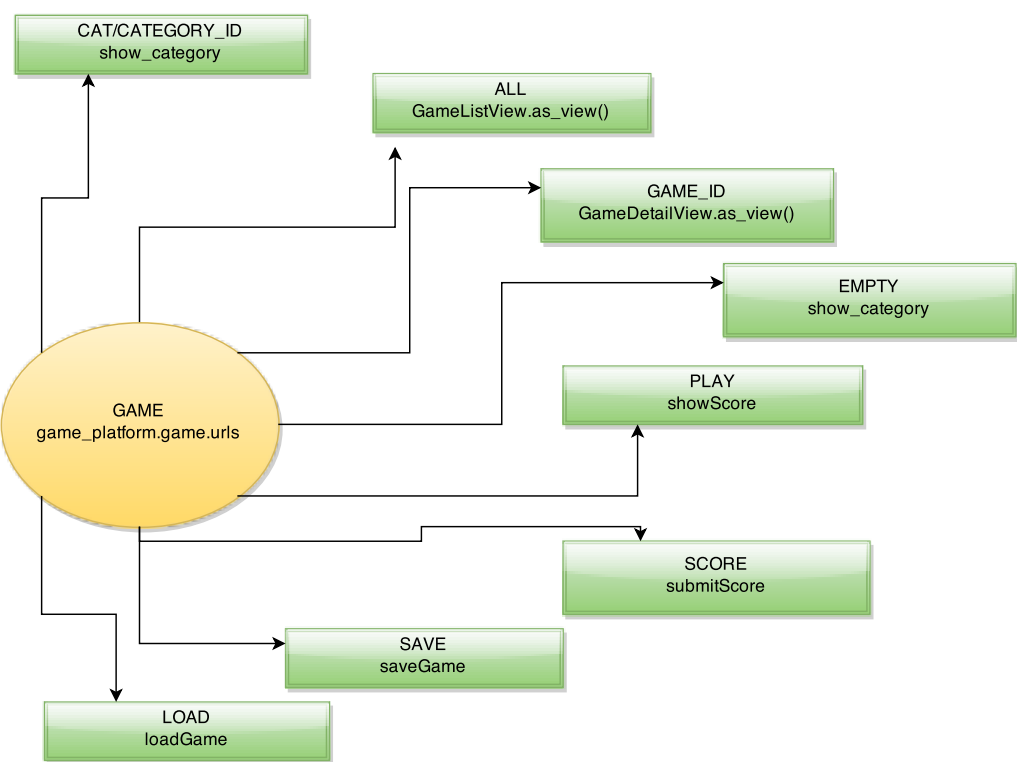 CAT/CATEGORY_ID
show_category
ALL
GameListView.as_view()
GAME_ID
GameDetailView.as_view()
EMPTY
show_category
PLAY
showScore
GAME
game_platform.game.urls
SCORE
submitScore
SAVE
saveGame
LOAD
loadGame